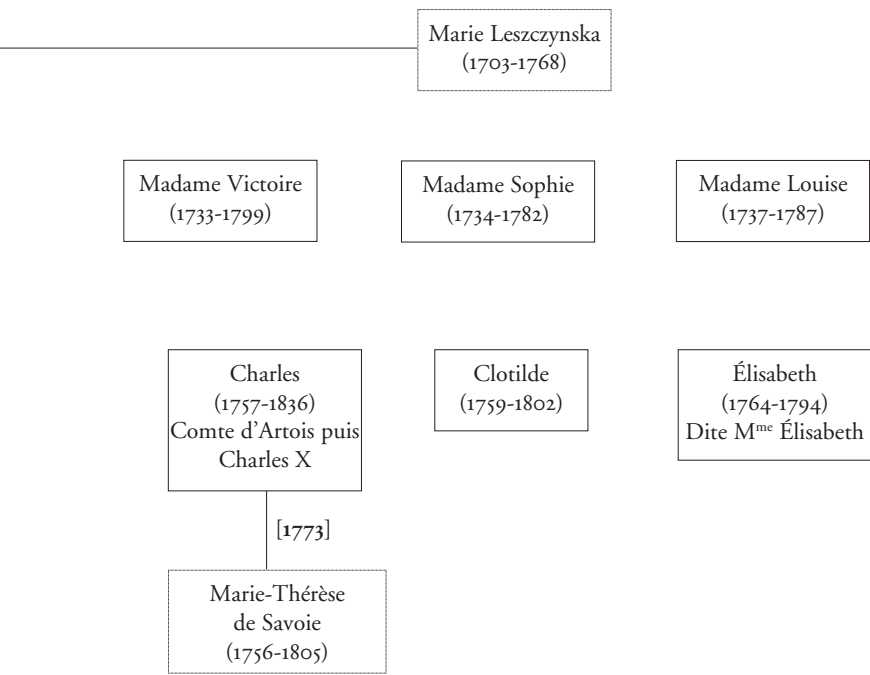 Marie Leszczynska
(1703-1768)
Madame Victoire
(1733-1799)
Madame Sophie
(1734-1782)
Madame Louise
(1737-1787)
Charles
(1757-1836)
Comte d'Artois puis
Charles X
Clotilde
(1759-1802)
Élisabeth
(1764-1794)
Dite Mme Élisabeth
[1773]
Marie-Thérèse
de Savoie
(1756-1805)